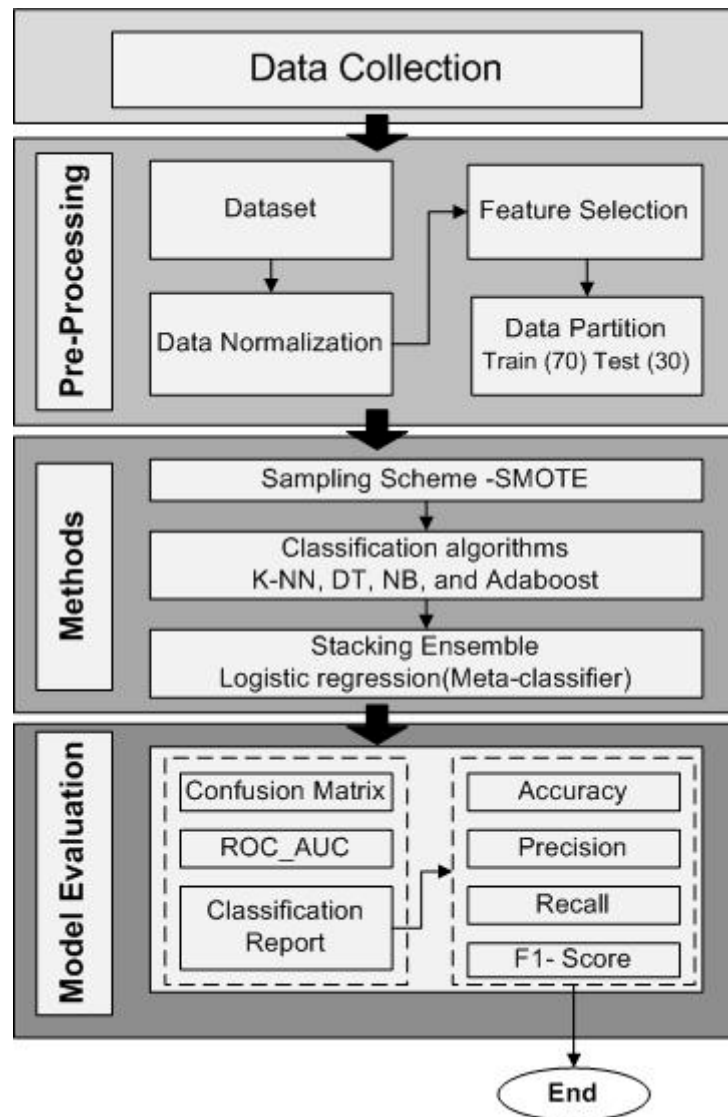 Data Collection
Pre-Processing
Dataset
Data Normalization
Feature Selection
Data Partition
Train (70) Test (30)
Methods
Sampling Scheme -SMOTE
Classification algorithms
K-NN, DT, NB, and Adaboost
Stacking Ensemble
Logistic regression(Meta-classifier)
Model Evaluation
Confusion Matrix
ROC_AUC
Classification
Report
Accuracy
Precision
Recall
F1- Score
End